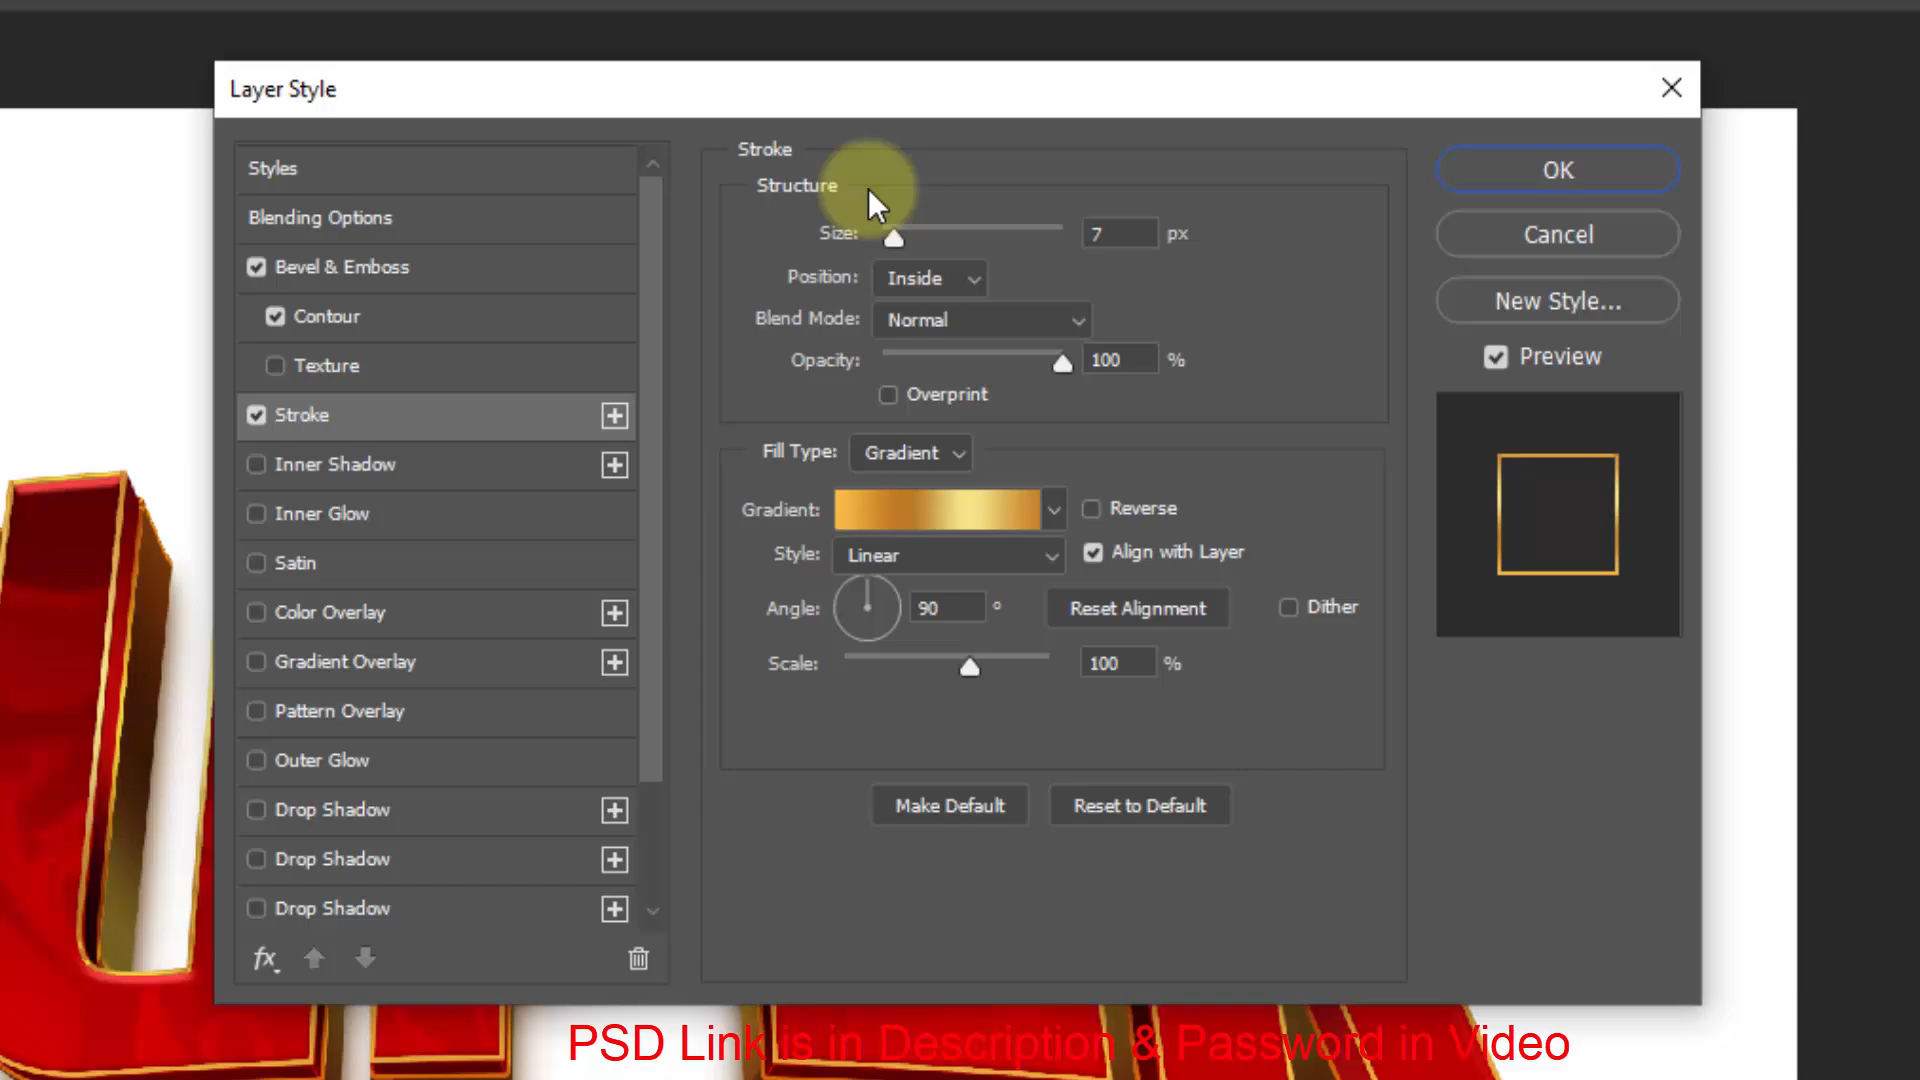 Layer Style
Styles
Blending Options
Bevel & Emboss
Contour
Texture
Stroke
Inner Shadow
Inner Glow
Satin
Color Overlay
Gradient Overlay
Pattern Overlay
Outer Glow
Drop Shadow
Drop Shadow
Drop Shadow
fx
Stroke
Structure
Size: 7 px
Position: Inside
Blend Mode: Normal
Opacity: 100 %
Overprint
Fill Type: Gradient
Gradient: Reverse
Style: Linear Align with Layer
Angle: 90 ° Reset Alignment Dither
Scale: 100 %
Make Default Reset to Default
OK
Cancel
New Style...
Preview
PSD Link is in Description & Password in Video